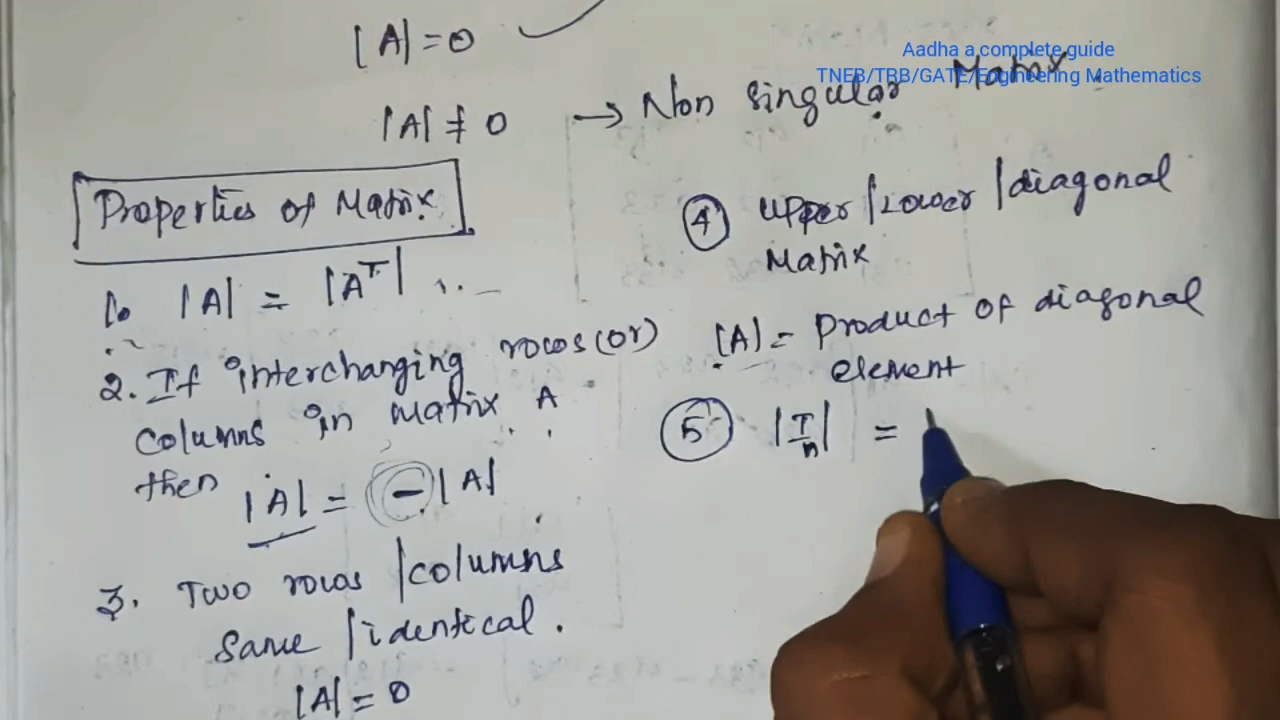 |A| = 0
Aadha a complete guide
TNEB/TRB/GATE/Engineering Mathematics
|A| ≠ 0 → Non singular Matrix.
Properties of Matrix
1. |A| = |Aᵀ| ...
2. If interchanging rows (or)
columns in matrix A
then
|A| = - |A|
3. Two rows / columns
same / identical.
|A| = 0
④ Upper / Lower / diagonal
Matrix
|A| = Product of diagonal
element
⑤ |Iₙ| =